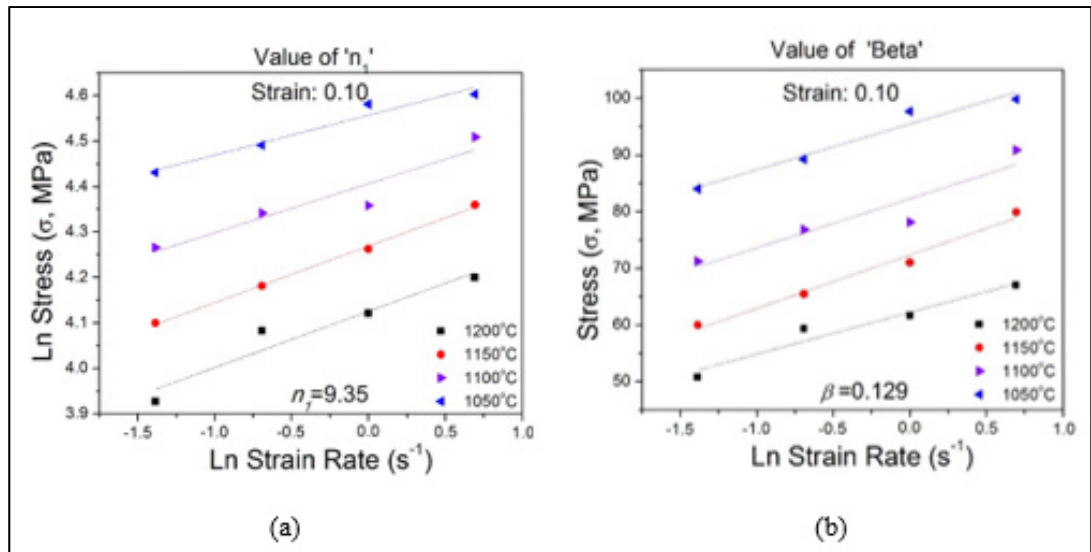 Value of 'n₁'
Strain: 0.10
Ln Stress (σ, MPa)
4.6
4.5
4.4
4.3
4.2
4.1
4.0
3.9
1200°C
1150°C
1100°C
1050°C
n₁=9.35
-1.5 -1.0 -0.5 0.0 0.5 1.0
Ln Strain Rate (s⁻¹)
(a)
Value of 'Beta'
Strain: 0.10
Stress (σ, MPa)
100
90
80
70
60
50
1200°C
1150°C
1100°C
1050°C
β=0.129
-1.5 -1.0 -0.5 0.0 0.5 1.0
Ln Strain Rate (s⁻¹)
(b)